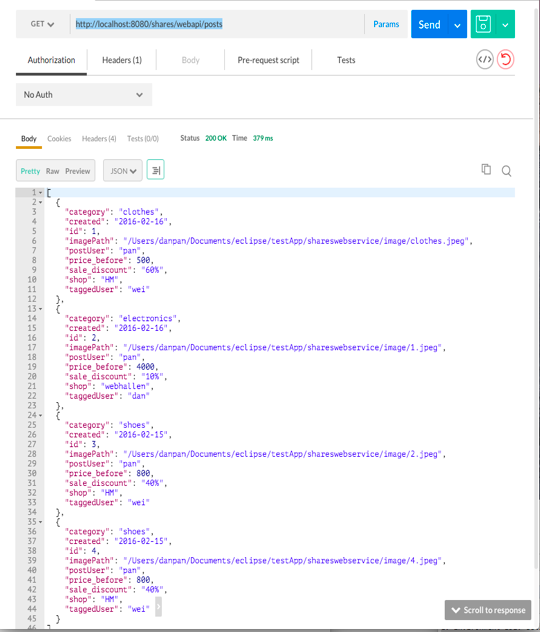 GET http://localhost:8080/shares/webapi/posts Params Send
Authorization Headers (1) Body Pre-request script Tests </>
No Auth
Body Cookies Headers (4) Tests (0/0) Status 200 OK Time 379 ms
Pretty Raw Preview JSON
1 [
2 {
3 "category": "clothes",
4 "created": "2016-02-16",
5 "id": 1,
6 "imagePath": "/Users/danpan/Documents/eclipse/testApp/shareswebservice/image/clothes.jpeg",
7 "postUser": "pan",
8 "price_before": 500,
9 "sale_discount": "60%",
10 "shop": "HM",
11 "taggedUser": "wei"
12 },
13 {
14 "category": "electronics",
15 "created": "2016-02-16",
16 "id": 2,
17 "imagePath": "/Users/danpan/Documents/eclipse/testApp/shareswebservice/image/1.jpeg",
18 "postUser": "pan",
19 "price_before": 4000,
20 "sale_discount": "10%",
21 "shop": "webhallen",
22 "taggedUser": "dan"
23 },
24 {
25 "category": "shoes",
26 "created": "2016-02-15",
27 "id": 3,
28 "imagePath": "/Users/danpan/Documents/eclipse/testApp/shareswebservice/image/2.jpeg",
29 "postUser": "pan",
30 "price_before": 800,
31 "sale_discount": "40%",
32 "shop": "HM",
33 "taggedUser": "wei"
34 },
35 {
36 "category": "shoes",
37 "created": "2016-02-15",
38 "id": 4,
39 "imagePath": "/Users/danpan/Documents/eclipse/testApp/shareswebservice/image/4.jpeg",
40 "postUser": "pan",
41 "price_before": 800,
42 "sale_discount": "40%",
43 "shop": "HM",
44 "taggedUser": "wei"
45 }
46 ]
Scroll to response